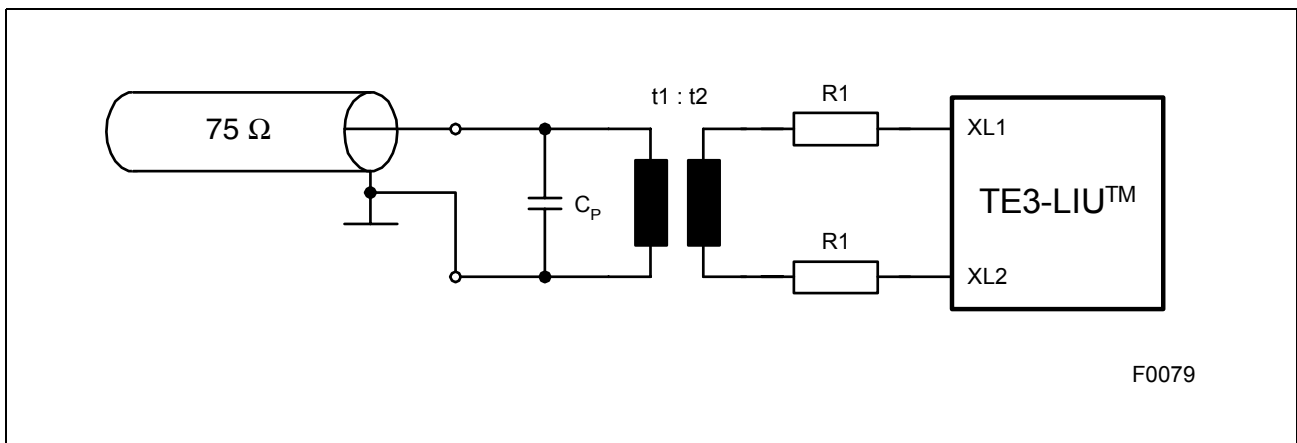 75 Ω
t1 : t2
R1
C_P
R1
XL1
TE3-LIU™
XL2
F0079